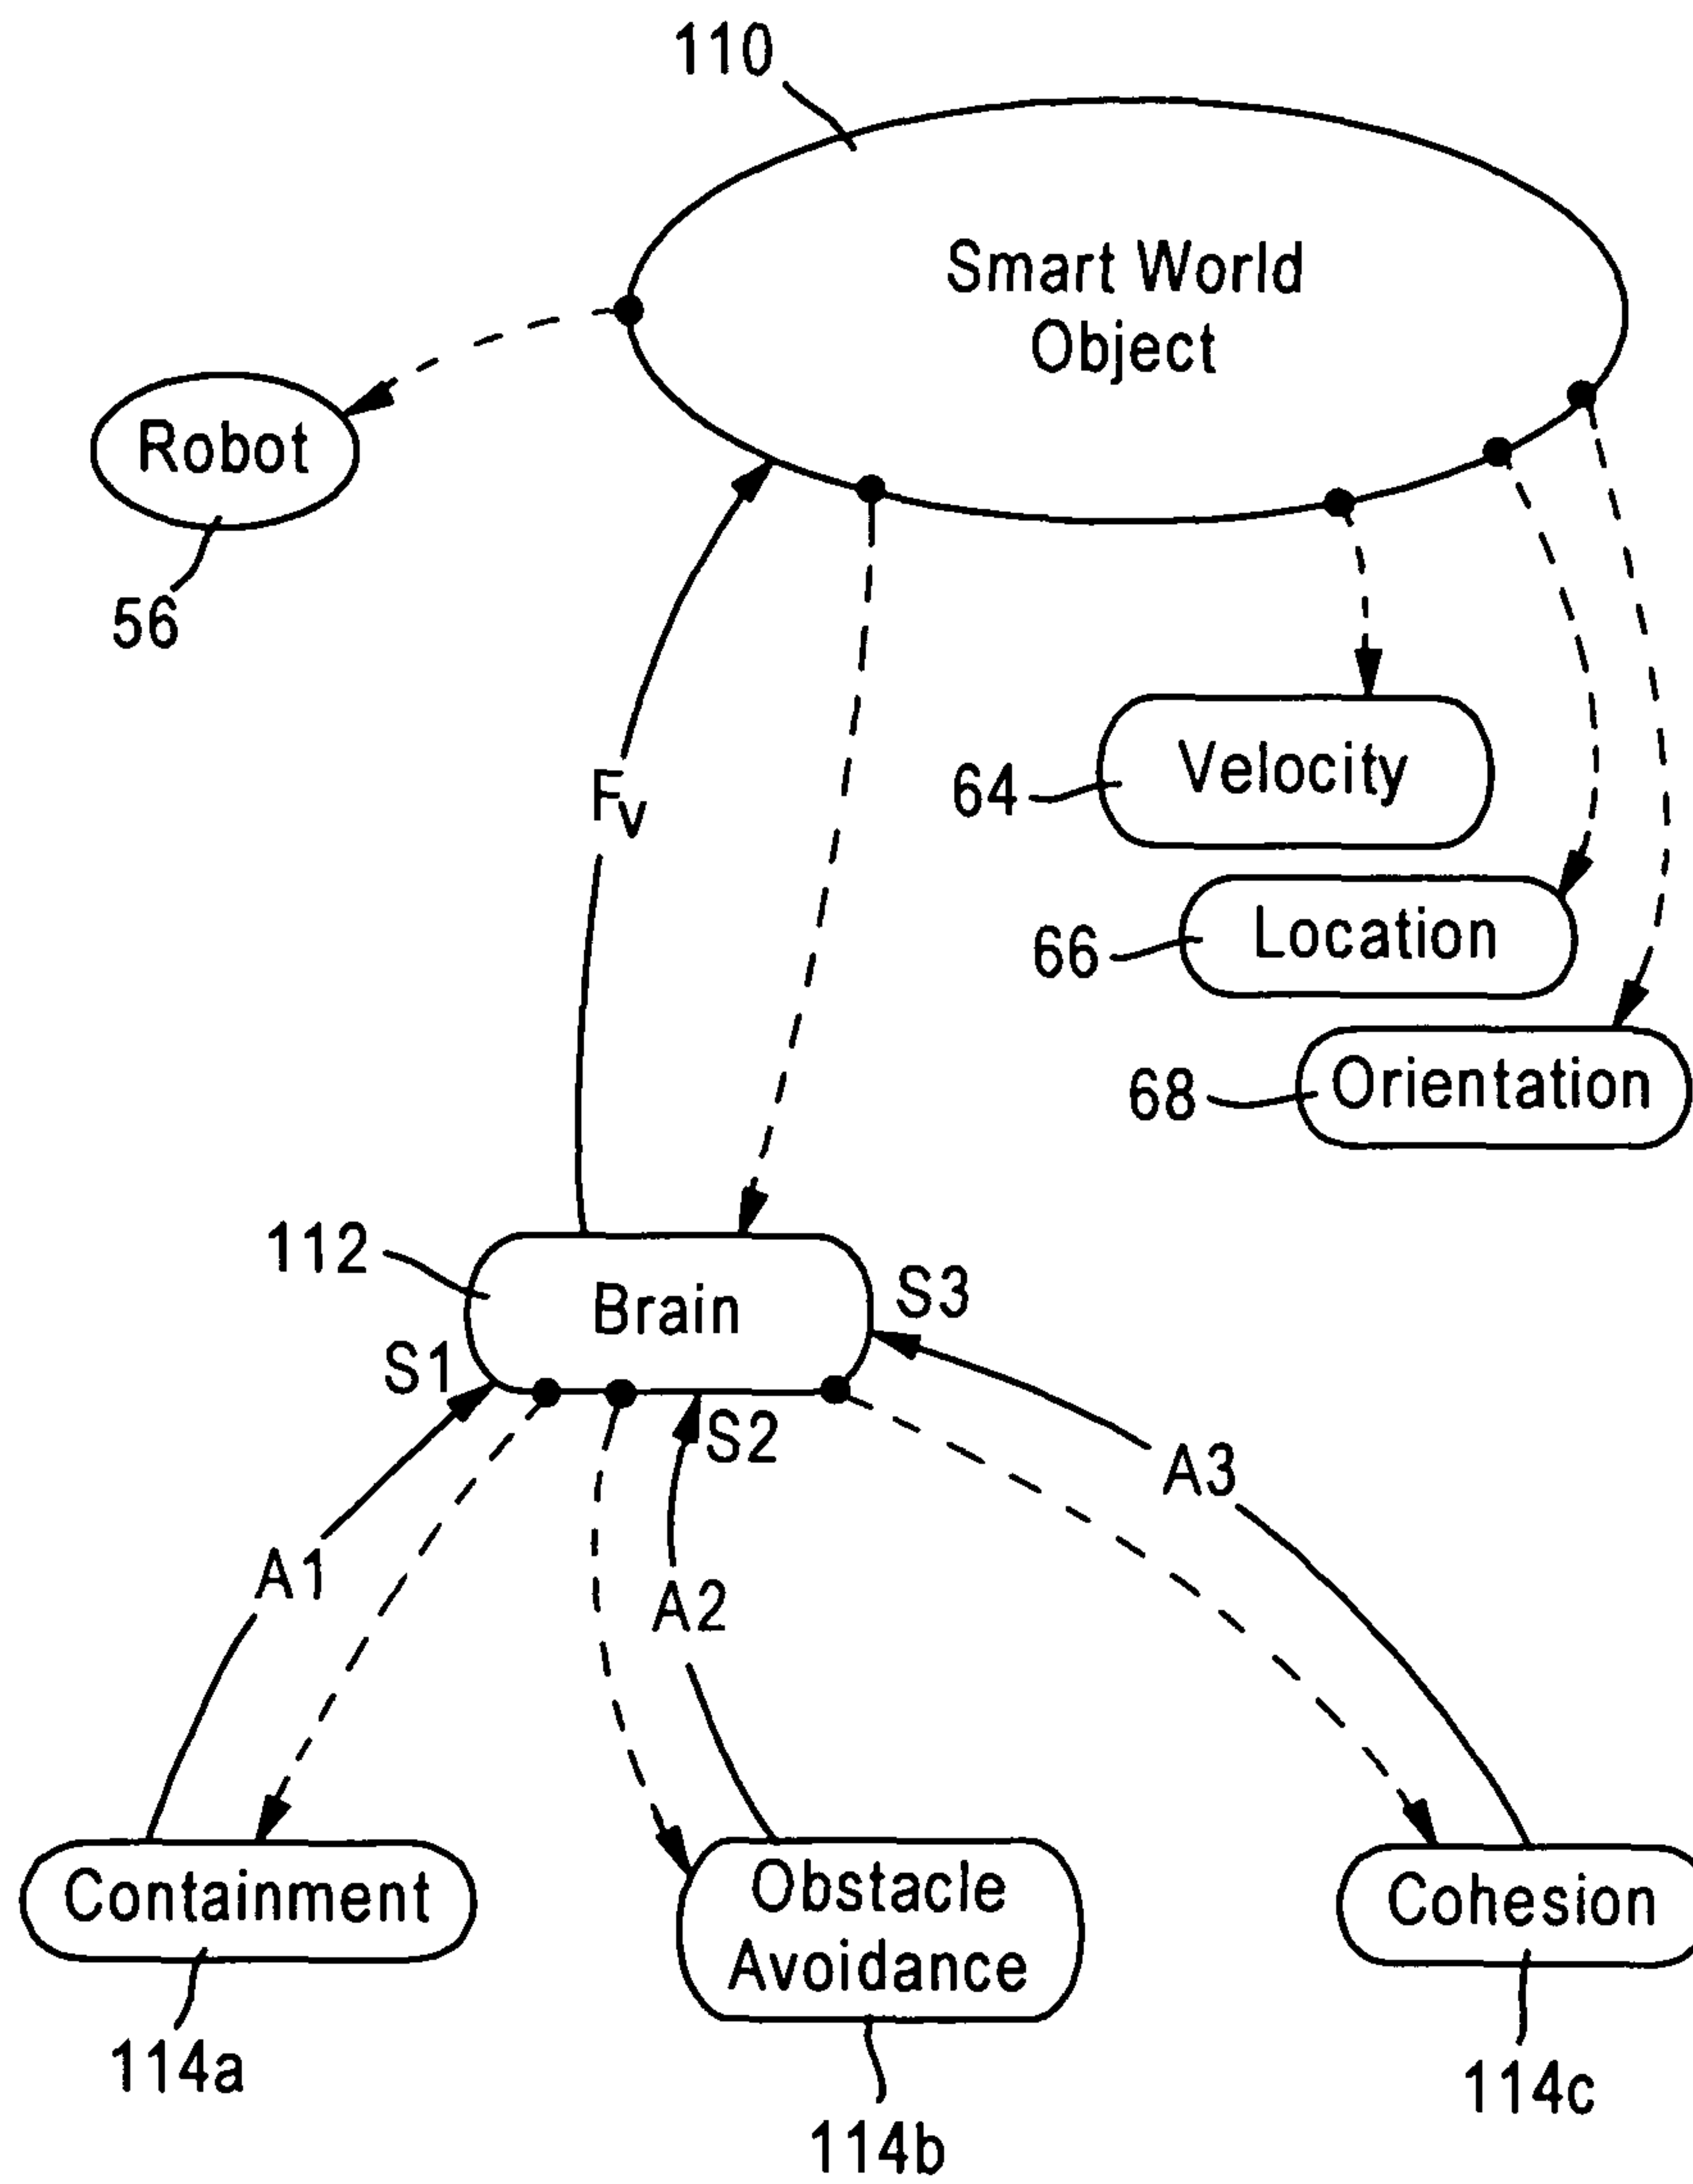 110
Smart World
Object
Robot
56
Fv
64
Velocity
66
Location
68
Orientation
112
Brain
S3
S1
S2
A3
A1
A2
Containment
Obstacle
Avoidance
Cohesion
114a
114b
114c